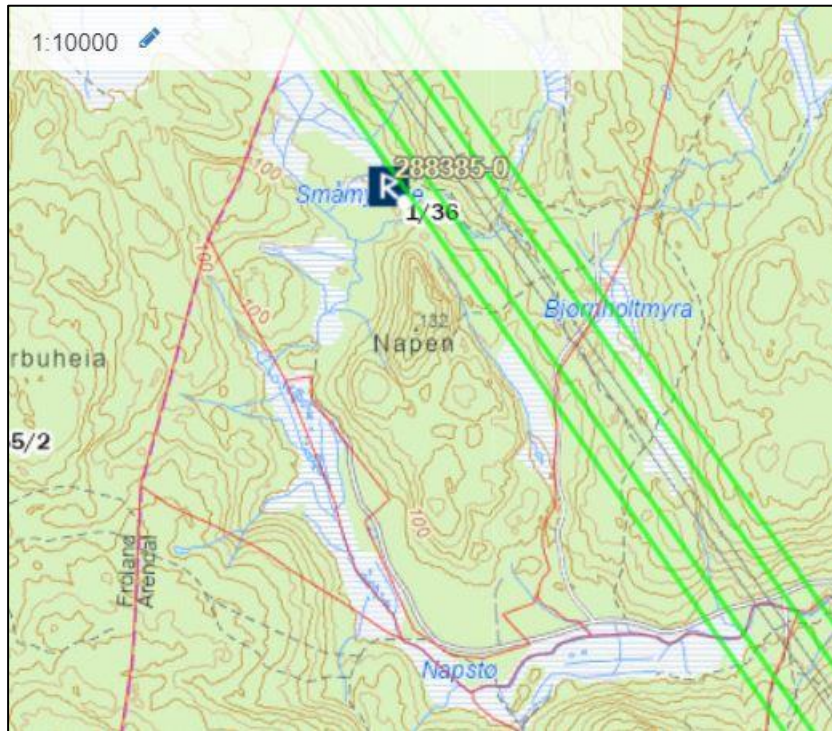 1:10000
100
288385-0
R
1/36
100
100
Bjørnholtmyra
132
Napen
rbuheia
5/2
100
Froland
Arendal
Napstø